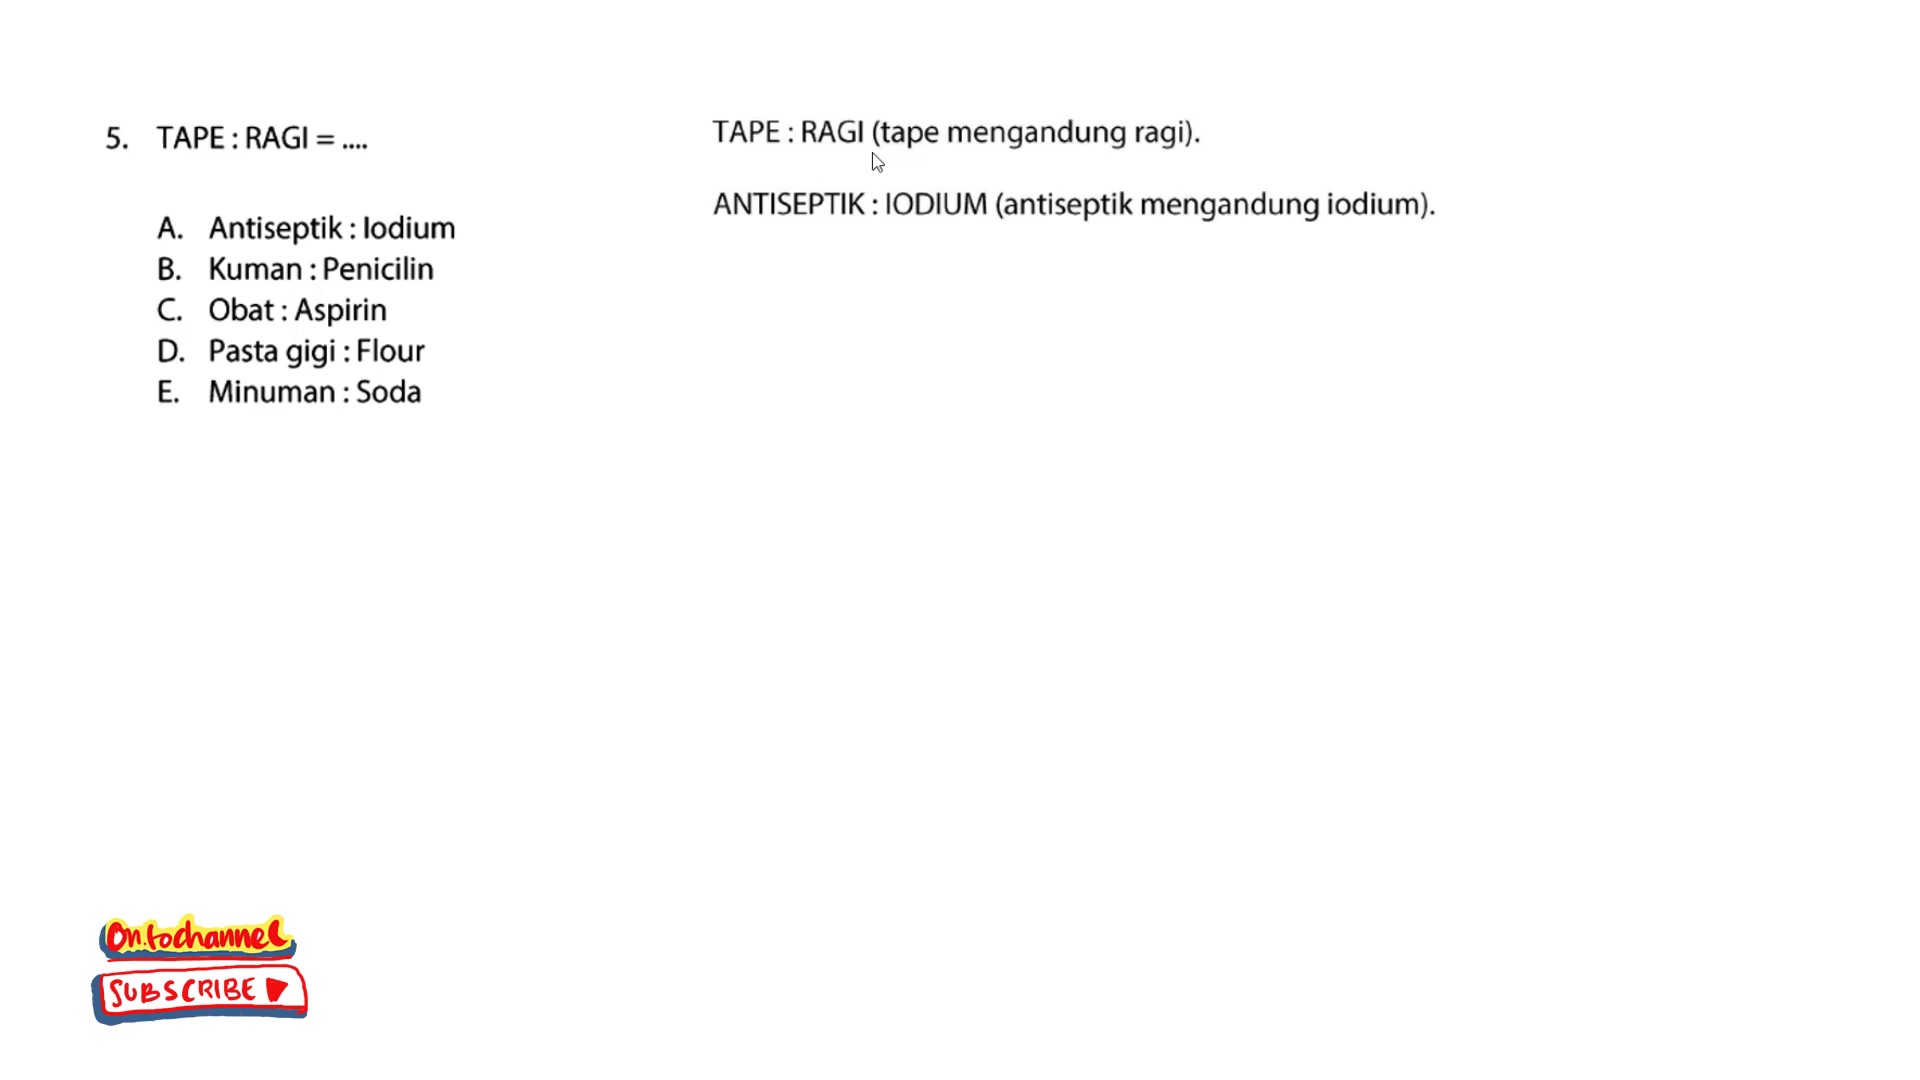 5. TAPE : RAGI = ....
A. Antiseptik : Iodium
B. Kuman : Penicilin
C. Obat : Aspirin
D. Pasta gigi : Flour
E. Minuman : Soda
TAPE : RAGI (tape mengandung ragi).
ANTISEPTIK : IODIUM (antiseptik mengandung iodium).
On.tochannel
SUBSCRIBE